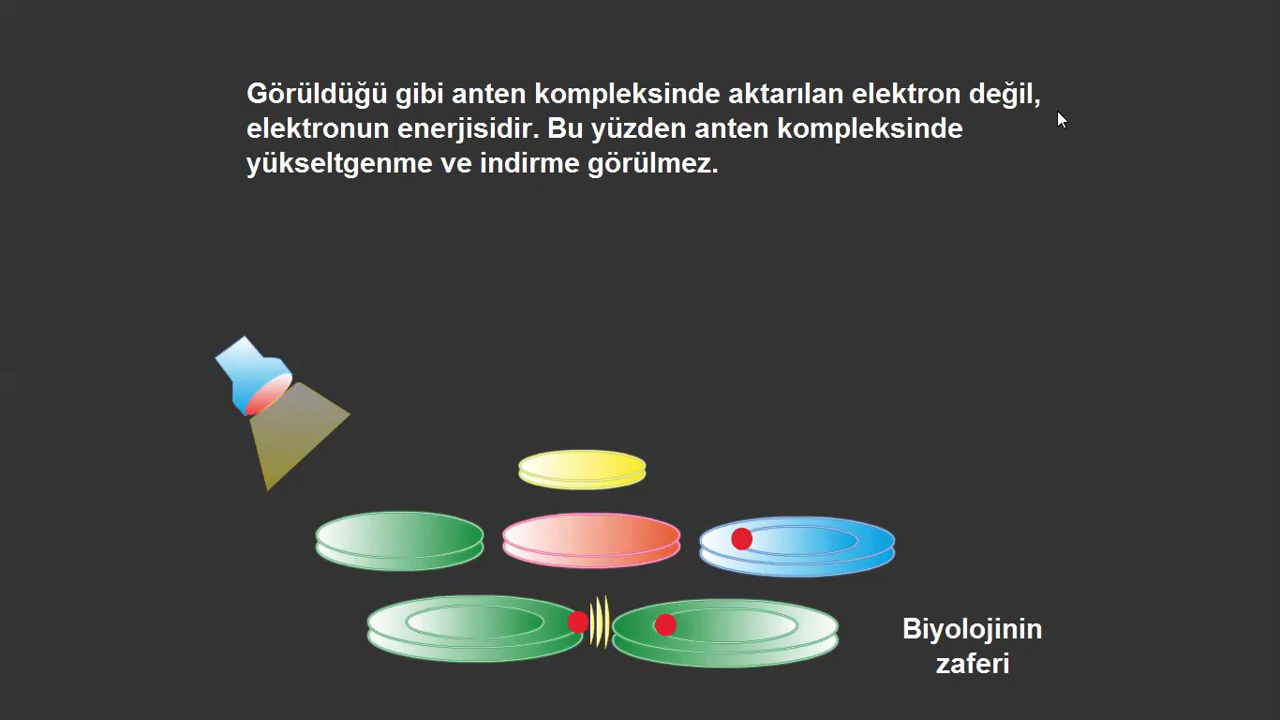 Görüldüğü gibi anten kompleksinde aktarılan elektron değil,
elektronun enerjisidir. Bu yüzden anten kompleksinde
yükseltgenme ve indirme görülmez.
Biyolojinin
zaferi